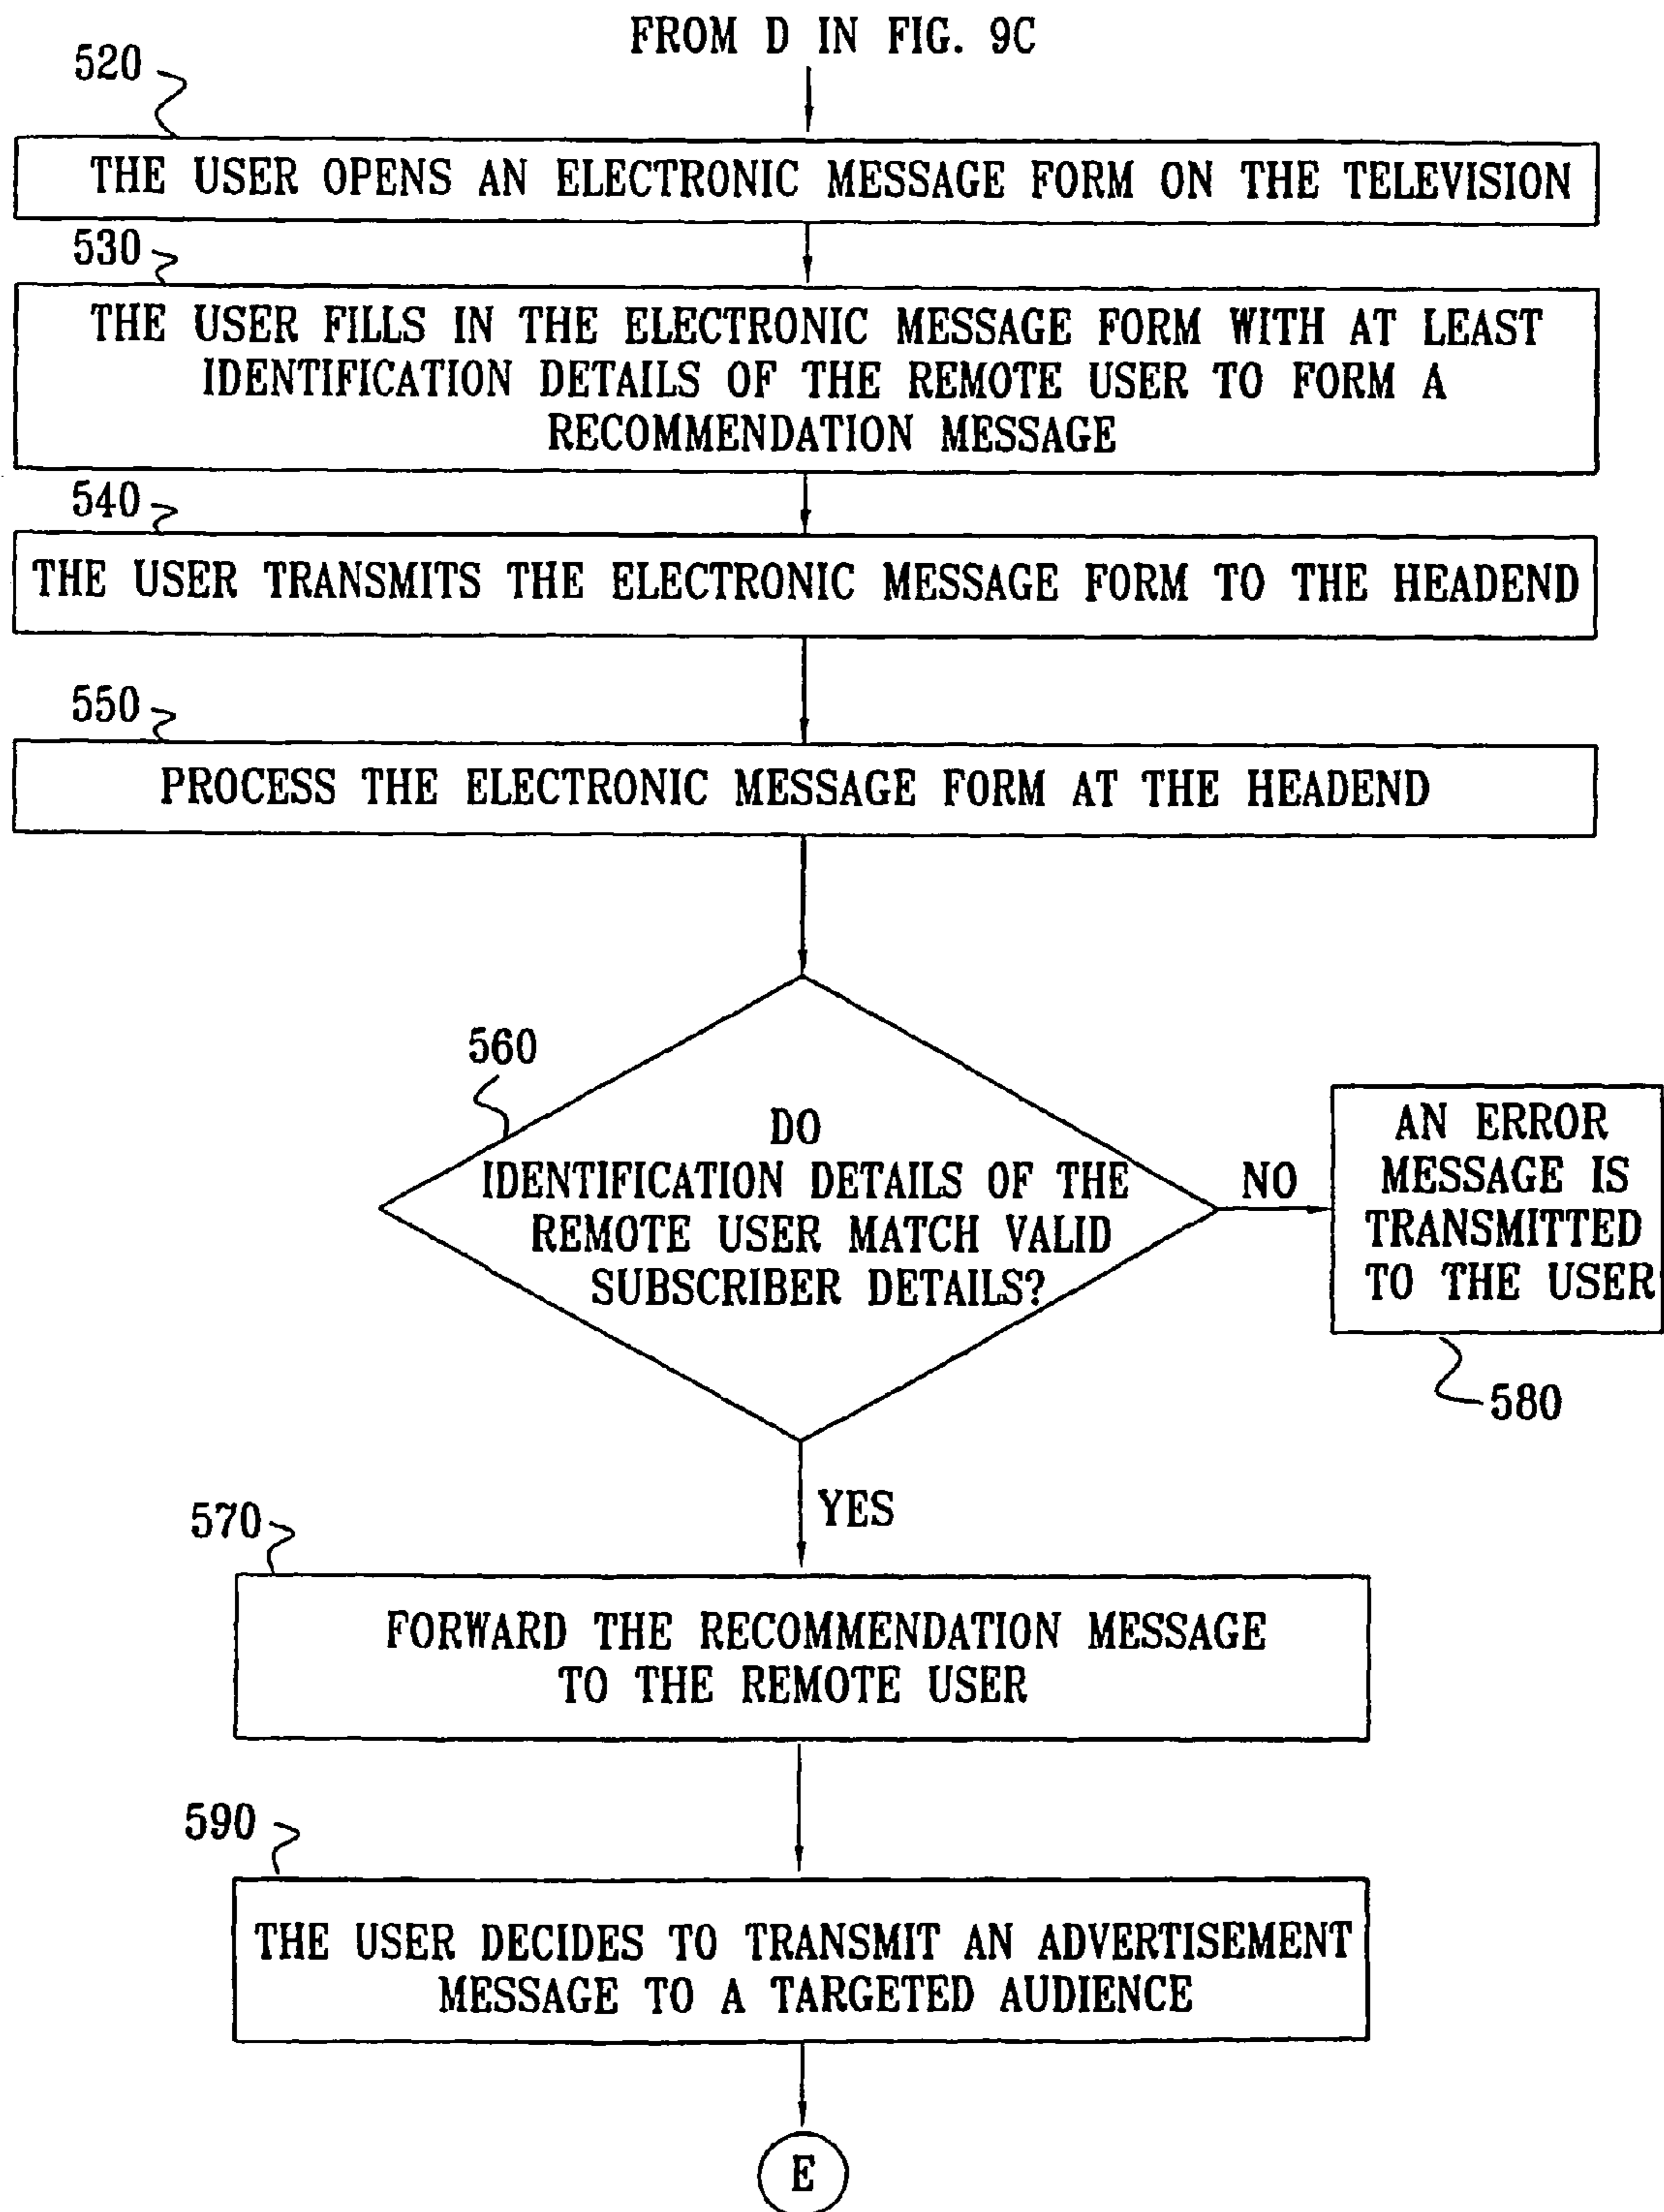 FROM D IN FIG. 9C
520
THE USER OPENS AN ELECTRONIC MESSAGE FORM ON THE TELEVISION
530
THE USER FILLS IN THE ELECTRONIC MESSAGE FORM WITH AT LEAST
IDENTIFICATION DETAILS OF THE REMOTE USER TO FORM A
RECOMMENDATION MESSAGE
540
THE USER TRANSMITS THE ELECTRONIC MESSAGE FORM TO THE HEADEND
550
PROCESS THE ELECTRONIC MESSAGE FORM AT THE HEADEND
560
DO
IDENTIFICATION DETAILS OF THE
REMOTE USER MATCH VALID
SUBSCRIBER DETAILS?
NO
AN ERROR
MESSAGE IS
TRANSMITTED
TO THE USER
580
YES
570
FORWARD THE RECOMMENDATION MESSAGE
TO THE REMOTE USER
590
THE USER DECIDES TO TRANSMIT AN ADVERTISEMENT
MESSAGE TO A TARGETED AUDIENCE
E